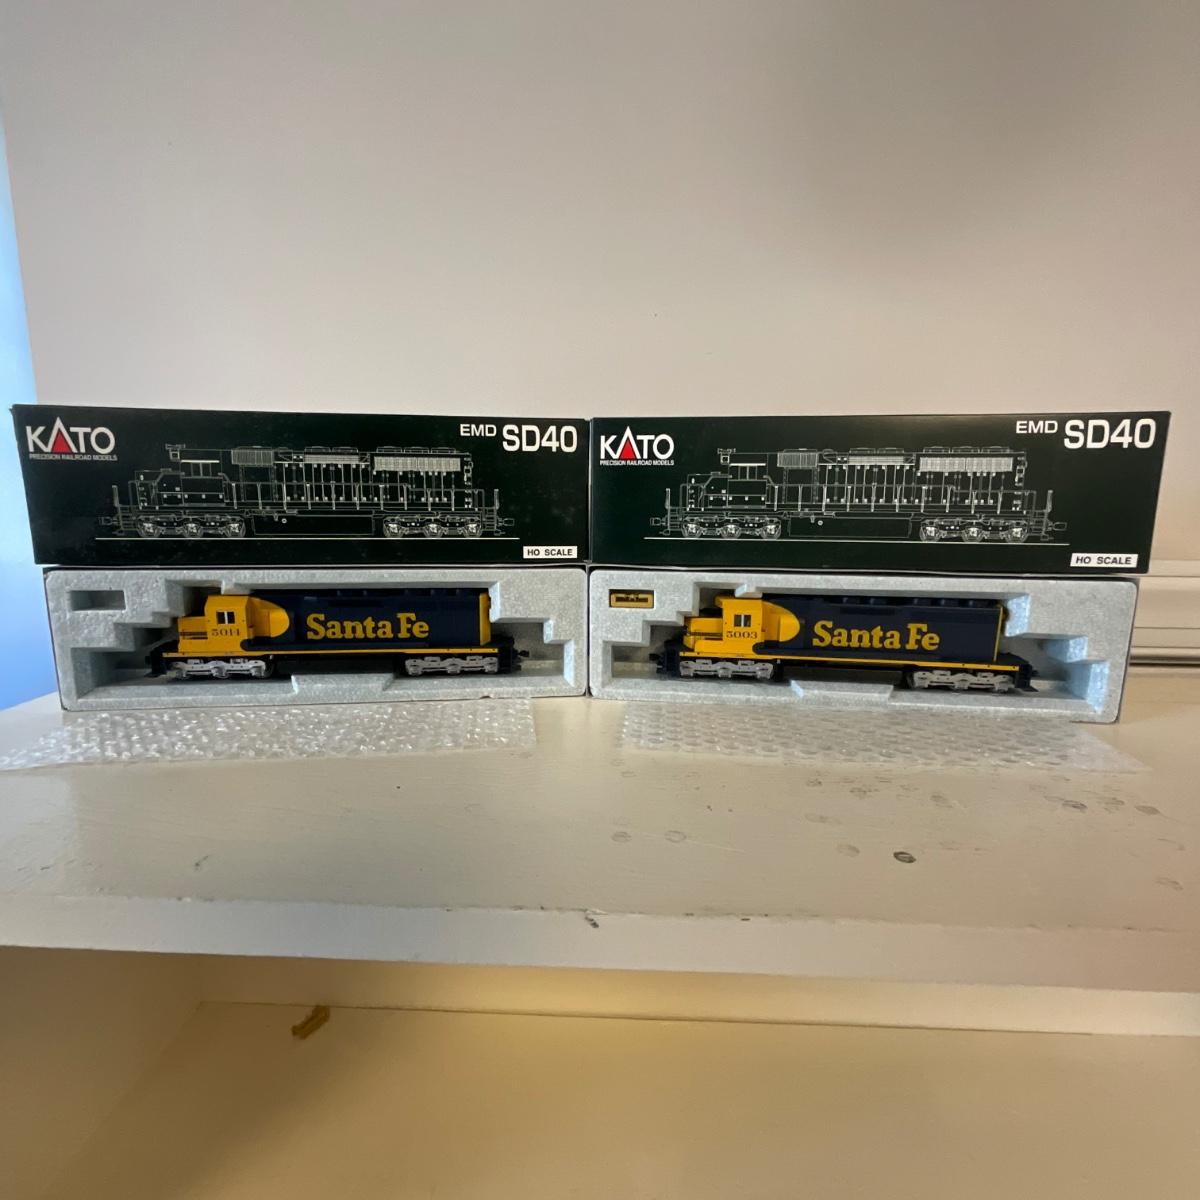 KATO
PRECISION RAILROAD MODELS
EMD SD40
HO SCALE
KATO
PRECISION RAILROAD MODELS
EMD SD40
HO SCALE
5014
Santa Fe
5003
Santa Fe